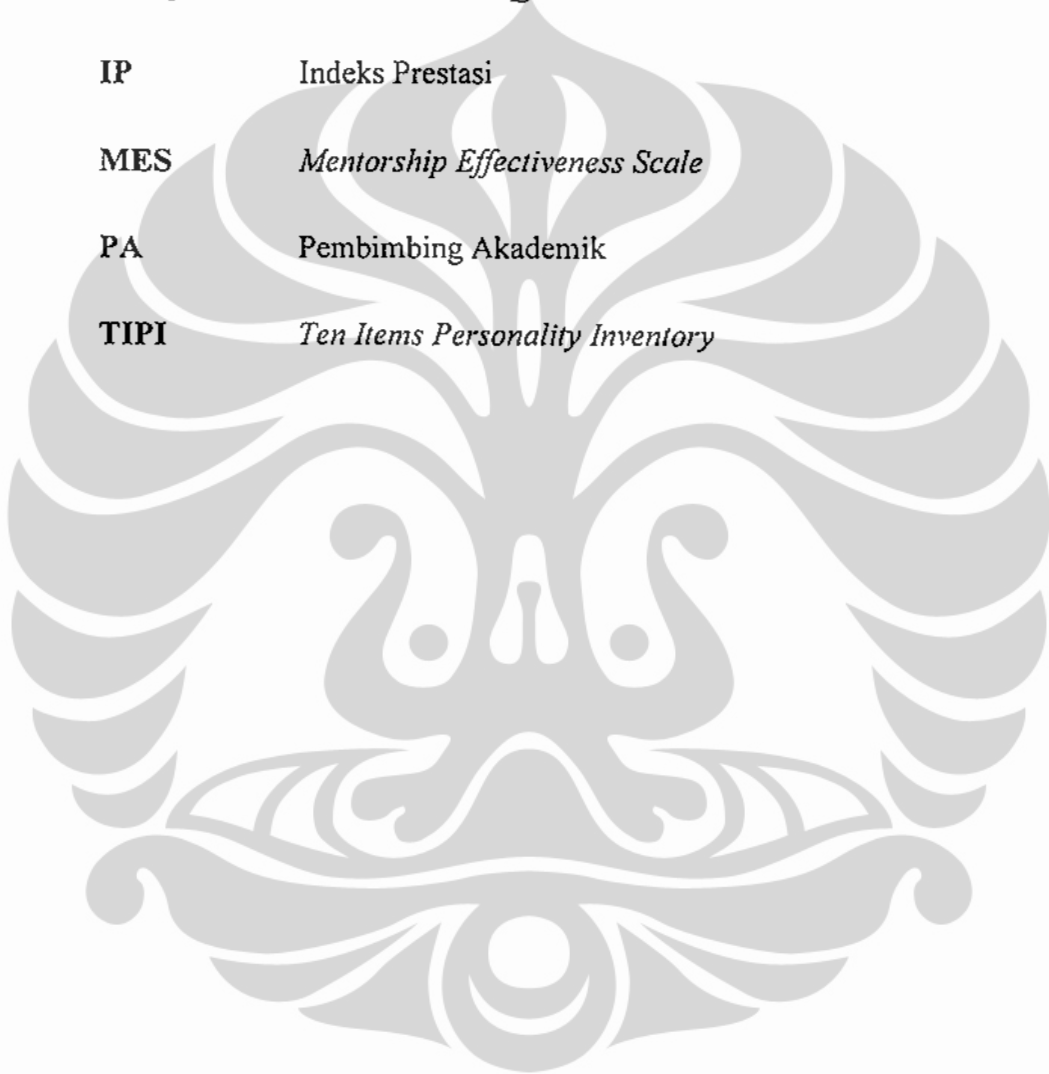 IP Indeks Prestasi
MES Mentorship Effectiveness Scale
PA Pembimbing Akademik
TIPI Ten Items Personality Inventory